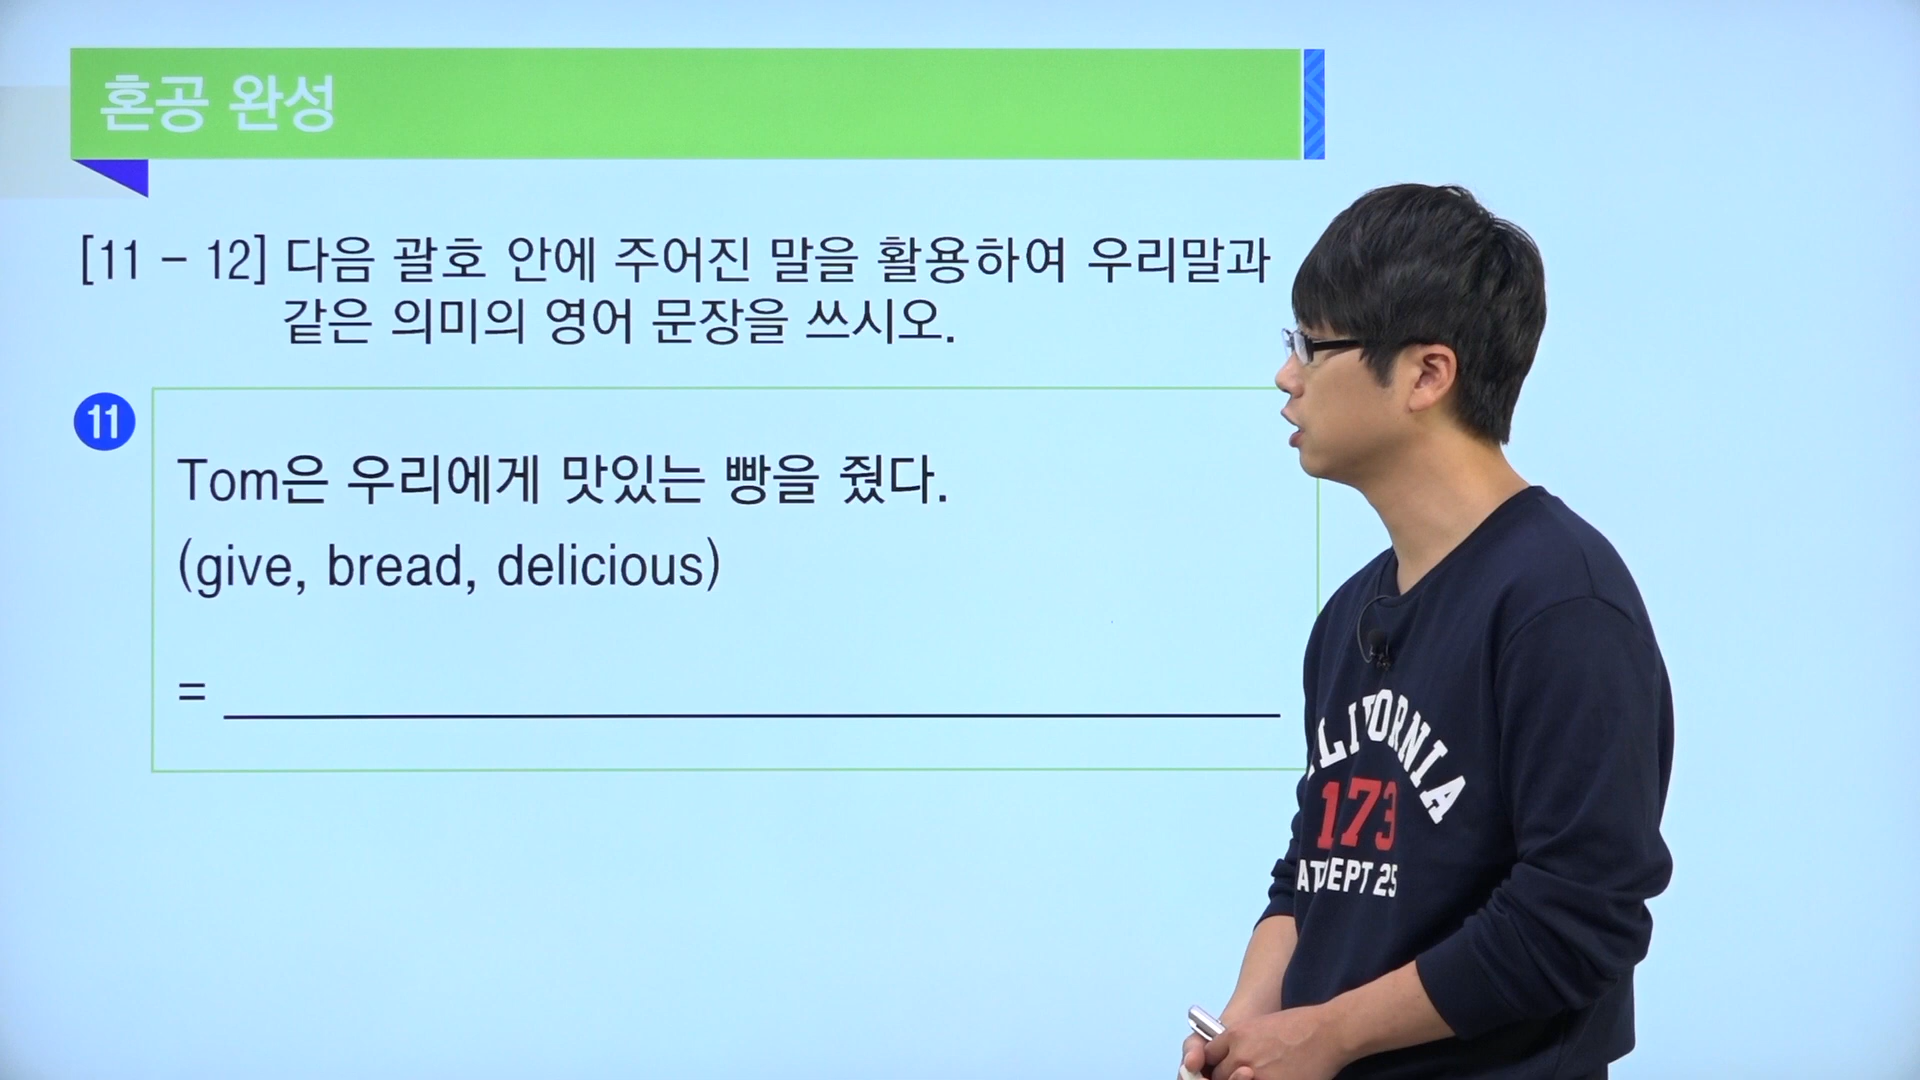 혼공 완성
[11 – 12] 다음 괄호 안에 주어진 말을 활용하여 우리말과
같은 의미의 영어 문장을 쓰시오.
11
Tom은 우리에게 맛있는 빵을 줬다.
(give, bread, delicious)
=
173